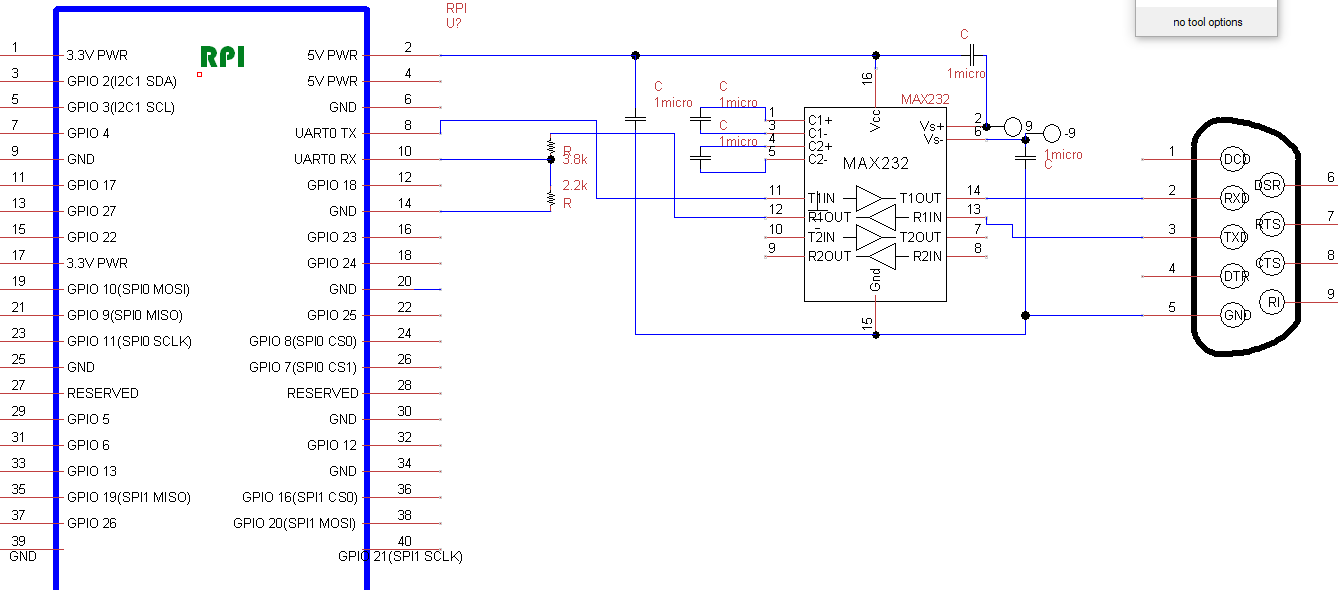 no tool options
RPI
U?
RPI
1 3.3V PWR
3 GPIO 2(I2C1 SDA)
5 GPIO 3(I2C1 SCL)
7 GPIO 4
9 GND
11 GPIO 17
13 GPIO 27
15 GPIO 22
17 3.3V PWR
19 GPIO 10(SPI0 MOSI)
21 GPIO 9(SPI0 MISO)
23 GPIO 11(SPI0 SCLK)
25 GND
27 RESERVED
29 GPIO 5
31 GPIO 6
33 GPIO 13
35 GPIO 19(SPI1 MISO)
37 GPIO 26
39
GND
5V PWR 2
5V PWR 4
GND 6
UART0 TX 8
UART0 RX 10
GPIO 18 12
GND 14
GPIO 23 16
GPIO 24 18
GND 20
GPIO 25 22
GPIO 8(SPI0 CS0) 24
GPIO 7(SPI0 CS1) 26
RESERVED 28
GND 30
GPIO 12 32
GND 34
GPIO 16(SPI1 CS0) 36
GPIO 20(SPI1 MOSI) 38
40
GPIO 21(SPI1 SCLK)
R
3.8k
2.2k
R
C
1micro
C
1micro
C
1micro
C
1micro
MAX232
16
Vcc
1 C1+
3 C1-
4 C2+
5 C2-
Vs+ 2
Vs- 6
9
-9
1micro
C
MAX232
11 T1IN T1OUT 14
12 R1OUT R1IN 13
10 T2IN T2OUT 7
9 R2OUT R2IN 8
Gnd
15
1 DCD
2 RXD
3 TXD
4 DTR
5 GND
DSR 6
RTS 7
CTS 8
RI 9